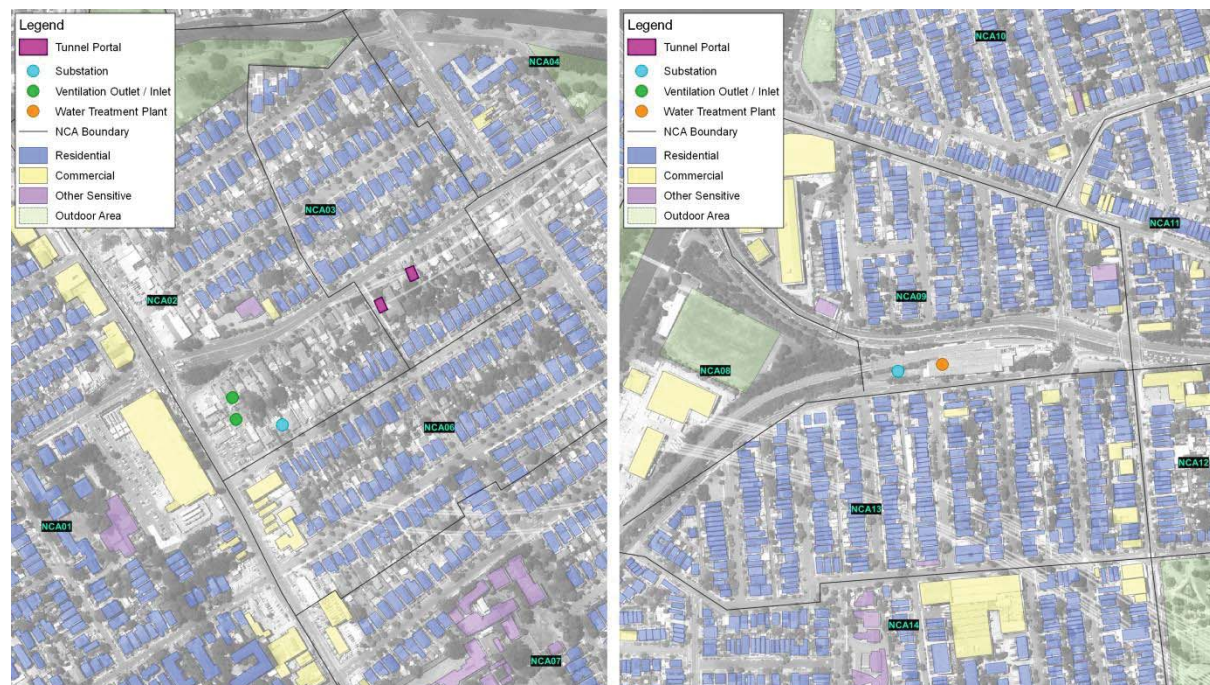 Legend
Tunnel Portal
Substation
Ventilation Outlet / Inlet
Water Treatment Plant
NCA Boundary
Residential
Commercial
Other Sensitive
Outdoor Area
NCA04
NCA03
NCA02
NCA06
NCA01
NCA07
Legend
Tunnel Portal
Substation
Ventilation Outlet / Inlet
Water Treatment Plant
NCA Boundary
Residential
Commercial
Other Sensitive
Outdoor Area
NCA10
NCA11
NCA09
NCA08
NCA12
NCA13
NCA14